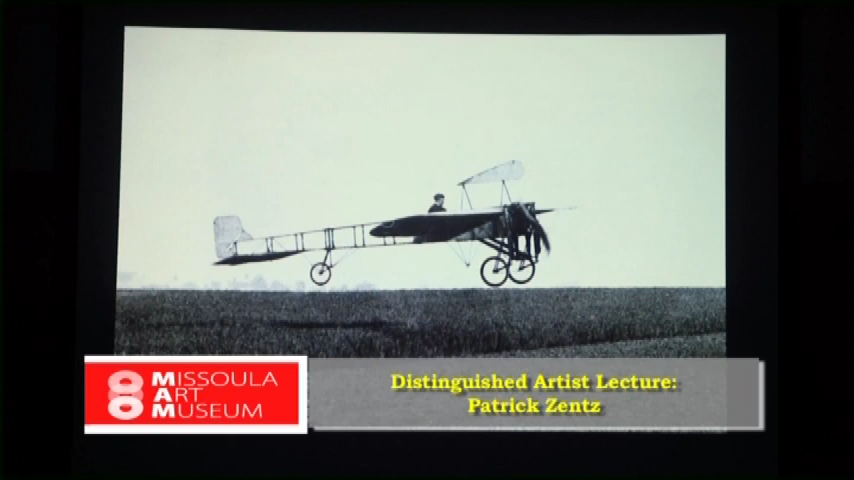 MISSOULA
ART
MUSEUM
Distinguished Artist Lecture:
Patrick Zentz